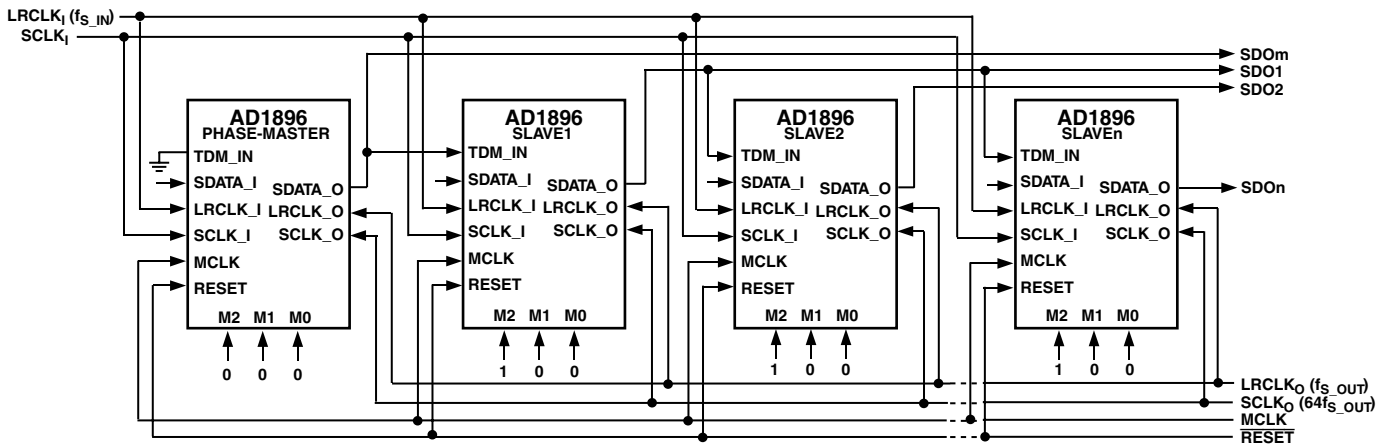 LRCLKI (fS_IN)
SCLKI
SDOm
SDO1
SDO2
AD1896
PHASE-MASTER
TDM_IN
SDATA_I
SDATA_O
LRCLK_I
LRCLK_O
SCLK_I
SCLK_O
MCLK
RESET
M2 M1 M0
0 0 0
AD1896
SLAVE1
TDM_IN
SDATA_I
SDATA_O
LRCLK_I
LRCLK_O
SCLK_I
SCLK_O
MCLK
RESET
M2 M1 M0
1 0 0
AD1896
SLAVE2
TDM_IN
SDATA_I
SDATA_O
LRCLK_I
LRCLK_O
SCLK_I
SCLK_O
MCLK
RESET
M2 M1 M0
1 0 0
AD1896
SLAVEn
TDM_IN
SDATA_I
SDATA_O
LRCLK_I
LRCLK_O
SCLK_I
SCLK_O
MCLK
RESET
M2 M1 M0
1 0 0
SDOn
LRCLKO (fS_OUT)
SCLKO (64fS_OUT)
MCLK
RESET